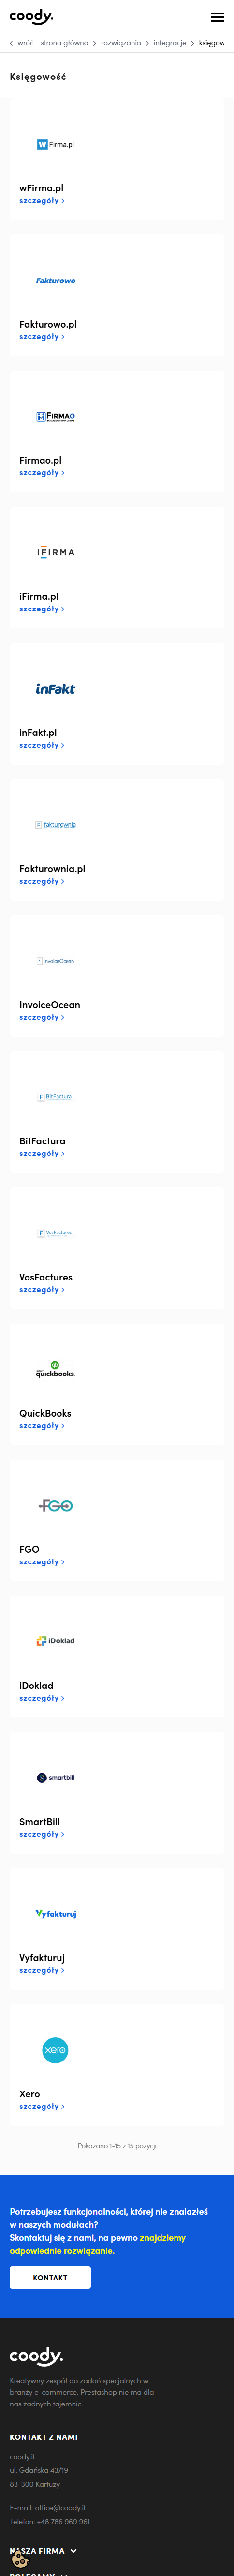 coody.
wróć strona główna rozwiązania integracje księgow
Księgowość
W Firma.pl
wFirma.pl
szczegóły
Fakturowo
Fakturowo.pl
szczegóły
FIRMAO
Firmao.pl
szczegóły
IFIRMA
iFirma.pl
szczegóły
inFakt
inFakt.pl
szczegóły
F fakturownia
Fakturownia.pl
szczegóły
InvoiceOcean
InvoiceOcean
szczegóły
F BitFactura
BitFactura
szczegóły
F VosFactures
VosFactures
szczegóły
quickbooks.
QuickBooks
szczegóły
FGO
FGO
szczegóły
iDoklad
iDoklad
szczegóły
smartbill
SmartBill
szczegóły
Vyfakturuj
Vyfakturuj
szczegóły
xero
Xero
szczegóły
Pokazano 1-15 z 15 pozycji
Potrzebujesz funkcjonalności, której nie znalazłeś
w naszych modułach?
Skontaktuj się z nami, na pewno znajdziemy
odpowiednie rozwiązanie.
KONTAKT
coody.
Kreatywny zespół do zadań specjalnych w
branży e-commerce. Prestashop nie ma dla
nas żadnych tajemnic.
KONTAKT Z NAMI
coody.it
ul. Gdańska 43/19
83-300 Kartuzy
E-mail: office@coody.it
Telefon: +48 786 969 961
NASZA FIRMA
POLECAMY